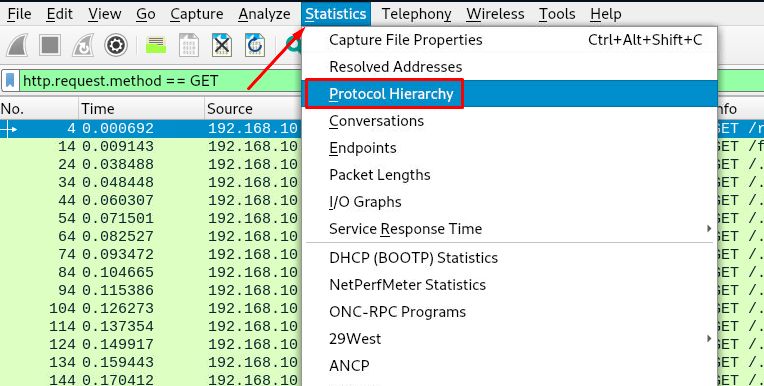 File Edit View Go Capture Analyze Statistics Telephony Wireless Tools Help
http.request.method == GET
No. Time Source nfo
4 0.000692 192.168.10 GET /r
14 0.009143 192.168.10 GET /f
24 0.038488 192.168.10 GET /.
34 0.048448 192.168.10 GET /.
44 0.060307 192.168.10 GET /.
54 0.071501 192.168.10 GET /.
64 0.082527 192.168.10 GET /.
74 0.093472 192.168.10 GET /.
84 0.104665 192.168.10 GET /.
94 0.115386 192.168.10 GET /.
104 0.126273 192.168.10 GET /.
114 0.137354 192.168.10 GET /.
124 0.149917 192.168.10 GET /.
134 0.159443 192.168.10 GET /.
144 0.170412 192.168.10 GET /.
Capture File Properties Ctrl+Alt+Shift+C
Resolved Addresses
Protocol Hierarchy
Conversations
Endpoints
Packet Lengths
I/O Graphs
Service Response Time
DHCP (BOOTP) Statistics
NetPerfMeter Statistics
ONC-RPC Programs
29West
ANCP